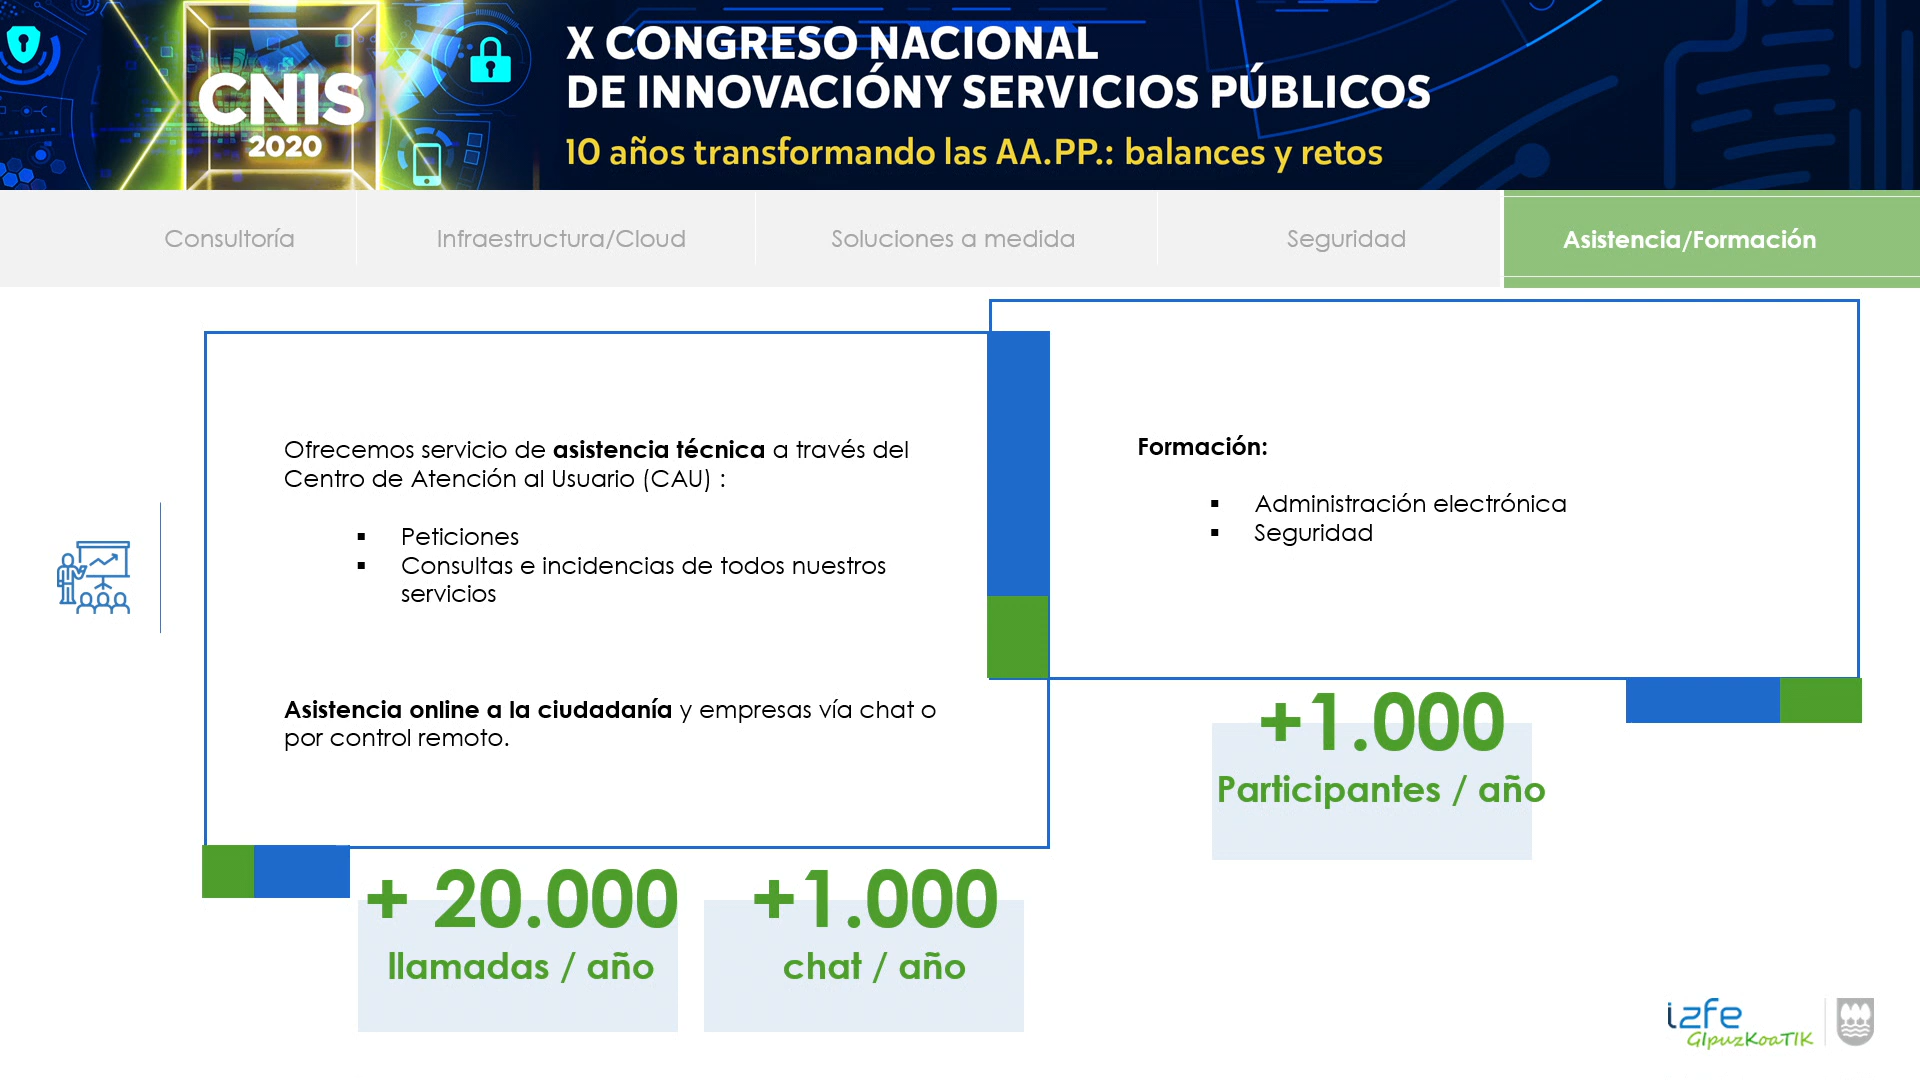 CNIS
2020
X CONGRESO NACIONAL
DE INNOVACIÓNY SERVICIOS PÚBLICOS
10 años transformando las AA.PP.: balances y retos
Consultoría
Infraestructura/Cloud
Soluciones a medida
Seguridad
Asistencia/Formación
Ofrecemos servicio de asistencia técnica a través del
Centro de Atención al Usuario (CAU) :
▪ Peticiones
▪ Consultas e incidencias de todos nuestros
servicios
Asistencia online a la ciudadanía y empresas vía chat o
por control remoto.
+ 20.000
llamadas / año
+1.000
chat / año
Formación:
▪ Administración electrónica
▪ Seguridad
+1.000
Participantes / año
izfe
GIpuzKoaTIK